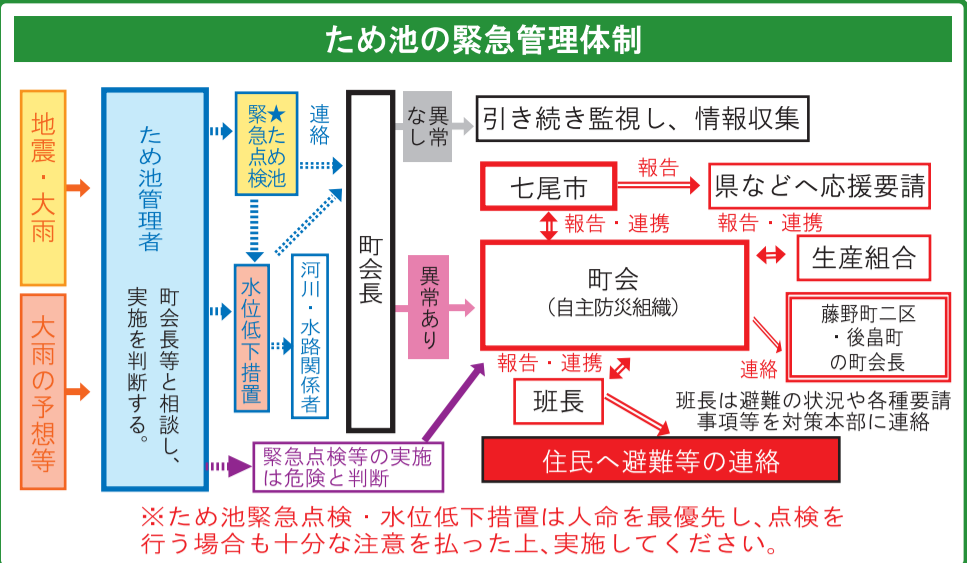 ため池の緊急管理体制
地震・大雨
大雨の予想等
ため池管理者
町会長等と相談し、
実施を判断する。
★ため池
緊急点検
連絡
水位低下措置
河川・水路関係者
緊急点検等の実施
は危険と判断
町会長
異常
なし
引き続き監視し、情報収集
異常あり
七尾市
報告
県などへ応援要請
報告・連携
報告・連携
町会
(自主防災組織)
生産組合
藤野町二区
・後畠町
の町会長
連絡
報告・連携
班長
班長は避難の状況や各種要請
事項等を対策本部に連絡
住民へ避難等の連絡
※ため池緊急点検・水位低下措置は人命を最優先し、点検を
行う場合も十分な注意を払った上、実施してください。